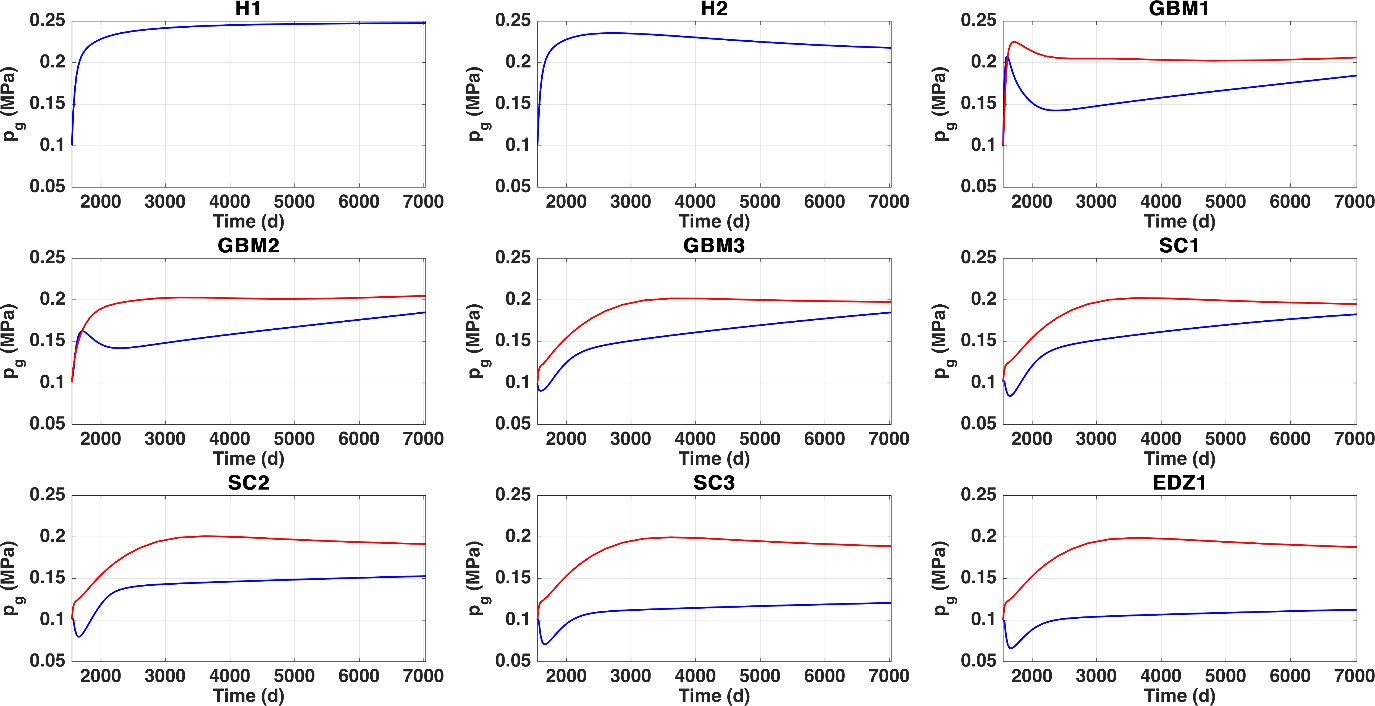 H1 H2 GBM1
0.25 0.25 0.25
0.2 0.2 0.2
0.15 0.15 0.15
0.1 0.1 0.1
0.05 0.05 0.05
pg (MPa) pg (MPa) pg (MPa)
2000 3000 4000 5000 6000 7000 2000 3000 4000 5000 6000 7000 2000 3000 4000 5000 6000 7000
Time (d) Time (d) Time (d)
GBM2 GBM3 SC1
0.25 0.25 0.25
0.2 0.2 0.2
0.15 0.15 0.15
0.1 0.1 0.1
0.05 0.05 0.05
pg (MPa) pg (MPa) pg (MPa)
2000 3000 4000 5000 6000 7000 2000 3000 4000 5000 6000 7000 2000 3000 4000 5000 6000 7000
Time (d) Time (d) Time (d)
SC2 SC3 EDZ1
0.25 0.25 0.25
0.2 0.2 0.2
0.15 0.15 0.15
0.1 0.1 0.1
0.05 0.05 0.05
pg (MPa) pg (MPa) pg (MPa)
2000 3000 4000 5000 6000 7000 2000 3000 4000 5000 6000 7000 2000 3000 4000 5000 6000 7000
Time (d) Time (d) Time (d)